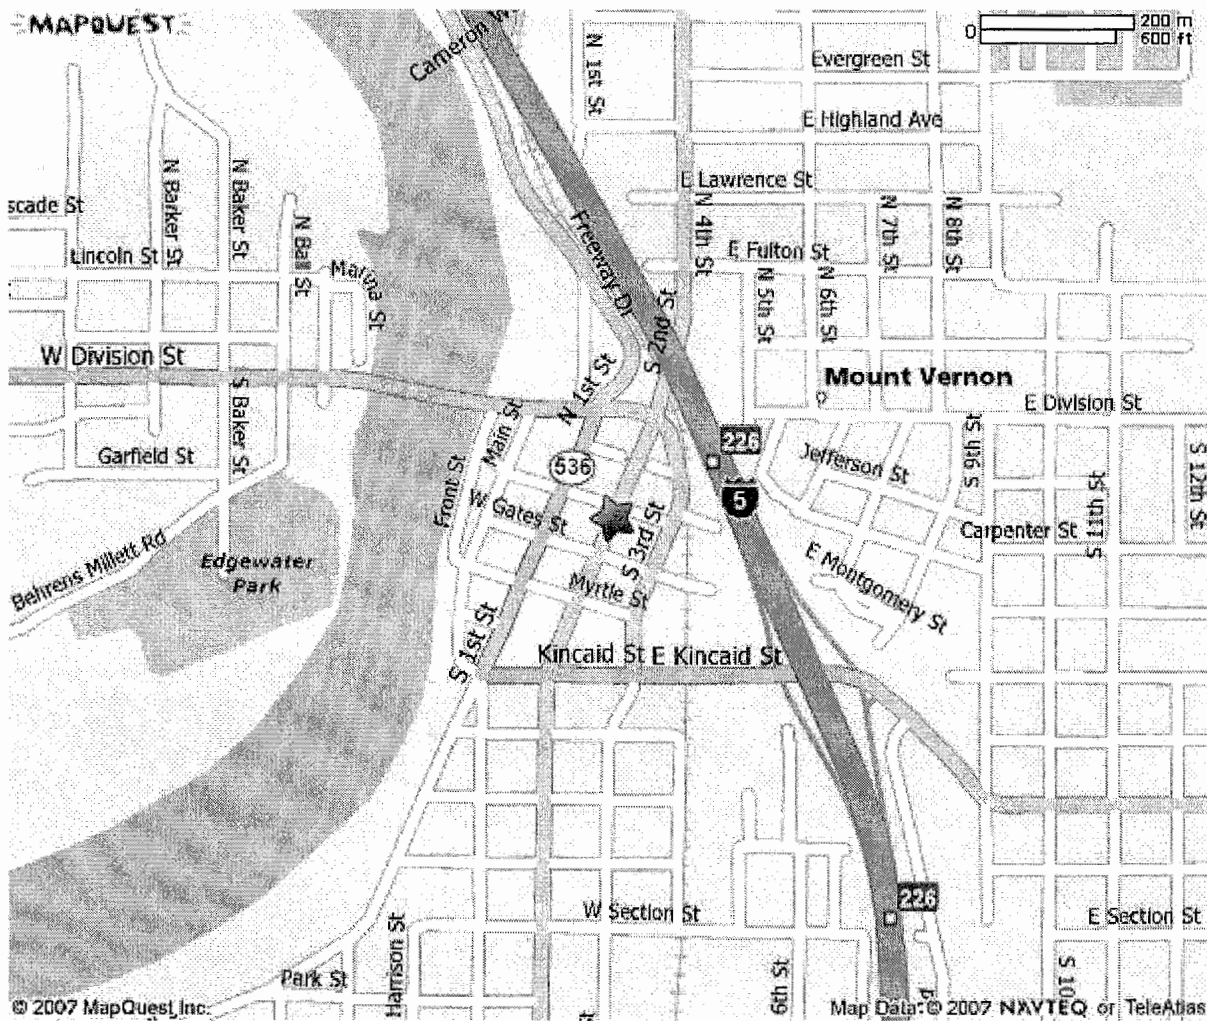 MAPQUEST
0
200 m
600 ft
Cameron W
N 1st St
Evergreen St
E Highland Ave
E Lawrence St
N Barker St
N Baker St
scade St
N Ball St
N 4th St
N 7th St
N 8th St
Lincoln St
Marina St
Freeway Dr
E Fulton St
N 5th St
N 6th St
S 2nd St
W Division St
N 1st St
Mount Vernon
E Division St
S Baker St
Main St
226
S 9th St
Garfield St
Front St
536
Jefferson St
S 12th St
W Gates St
5
S 11th St
S 3rd St
Carpenter St
Behrens Millett Rd
Edgewater
Park
Myrtle St
E Montgomery St
S 1st St
Kincaid St
E Kincaid St
226
W Section St
E Section St
Harrison St
Park St
6th St
S 10
St
© 2007 MapQuest Inc.
Map Data © 2007 NAVTEQ or TeleAtlas